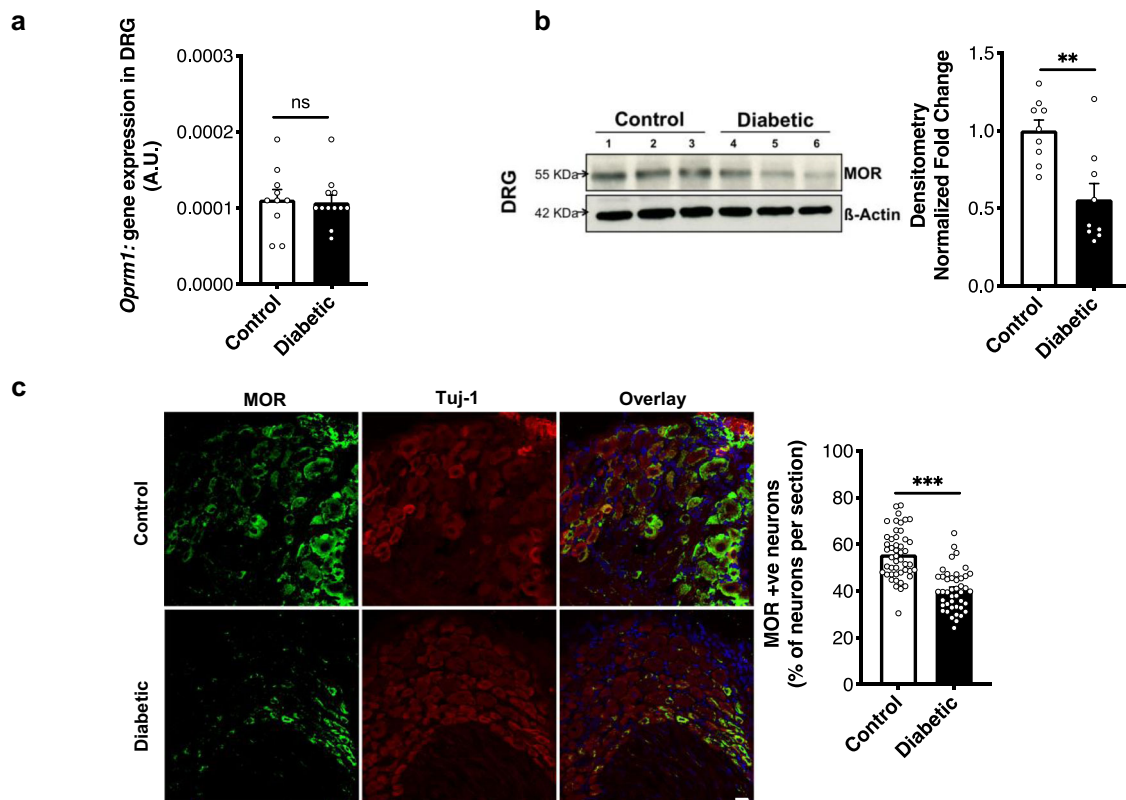 a
Oprm1: gene expression in DRG
(A.U.)
0.0003
0.0002
0.0001
0.0000
ns
Control
Diabetic
b
DRG
Control
Diabetic
1 2 3 4 5 6
55 KDa
MOR
42 KDa
ß-Actin
Densitometry
Normalized Fold Change
1.5
1.0
0.5
0.0
**
Control
Diabetic
c
MOR
Tuj-1
Overlay
Control
Diabetic
MOR +ve neurons
(% of neurons per section)
100
80
60
40
20
0
***
Control
Diabetic